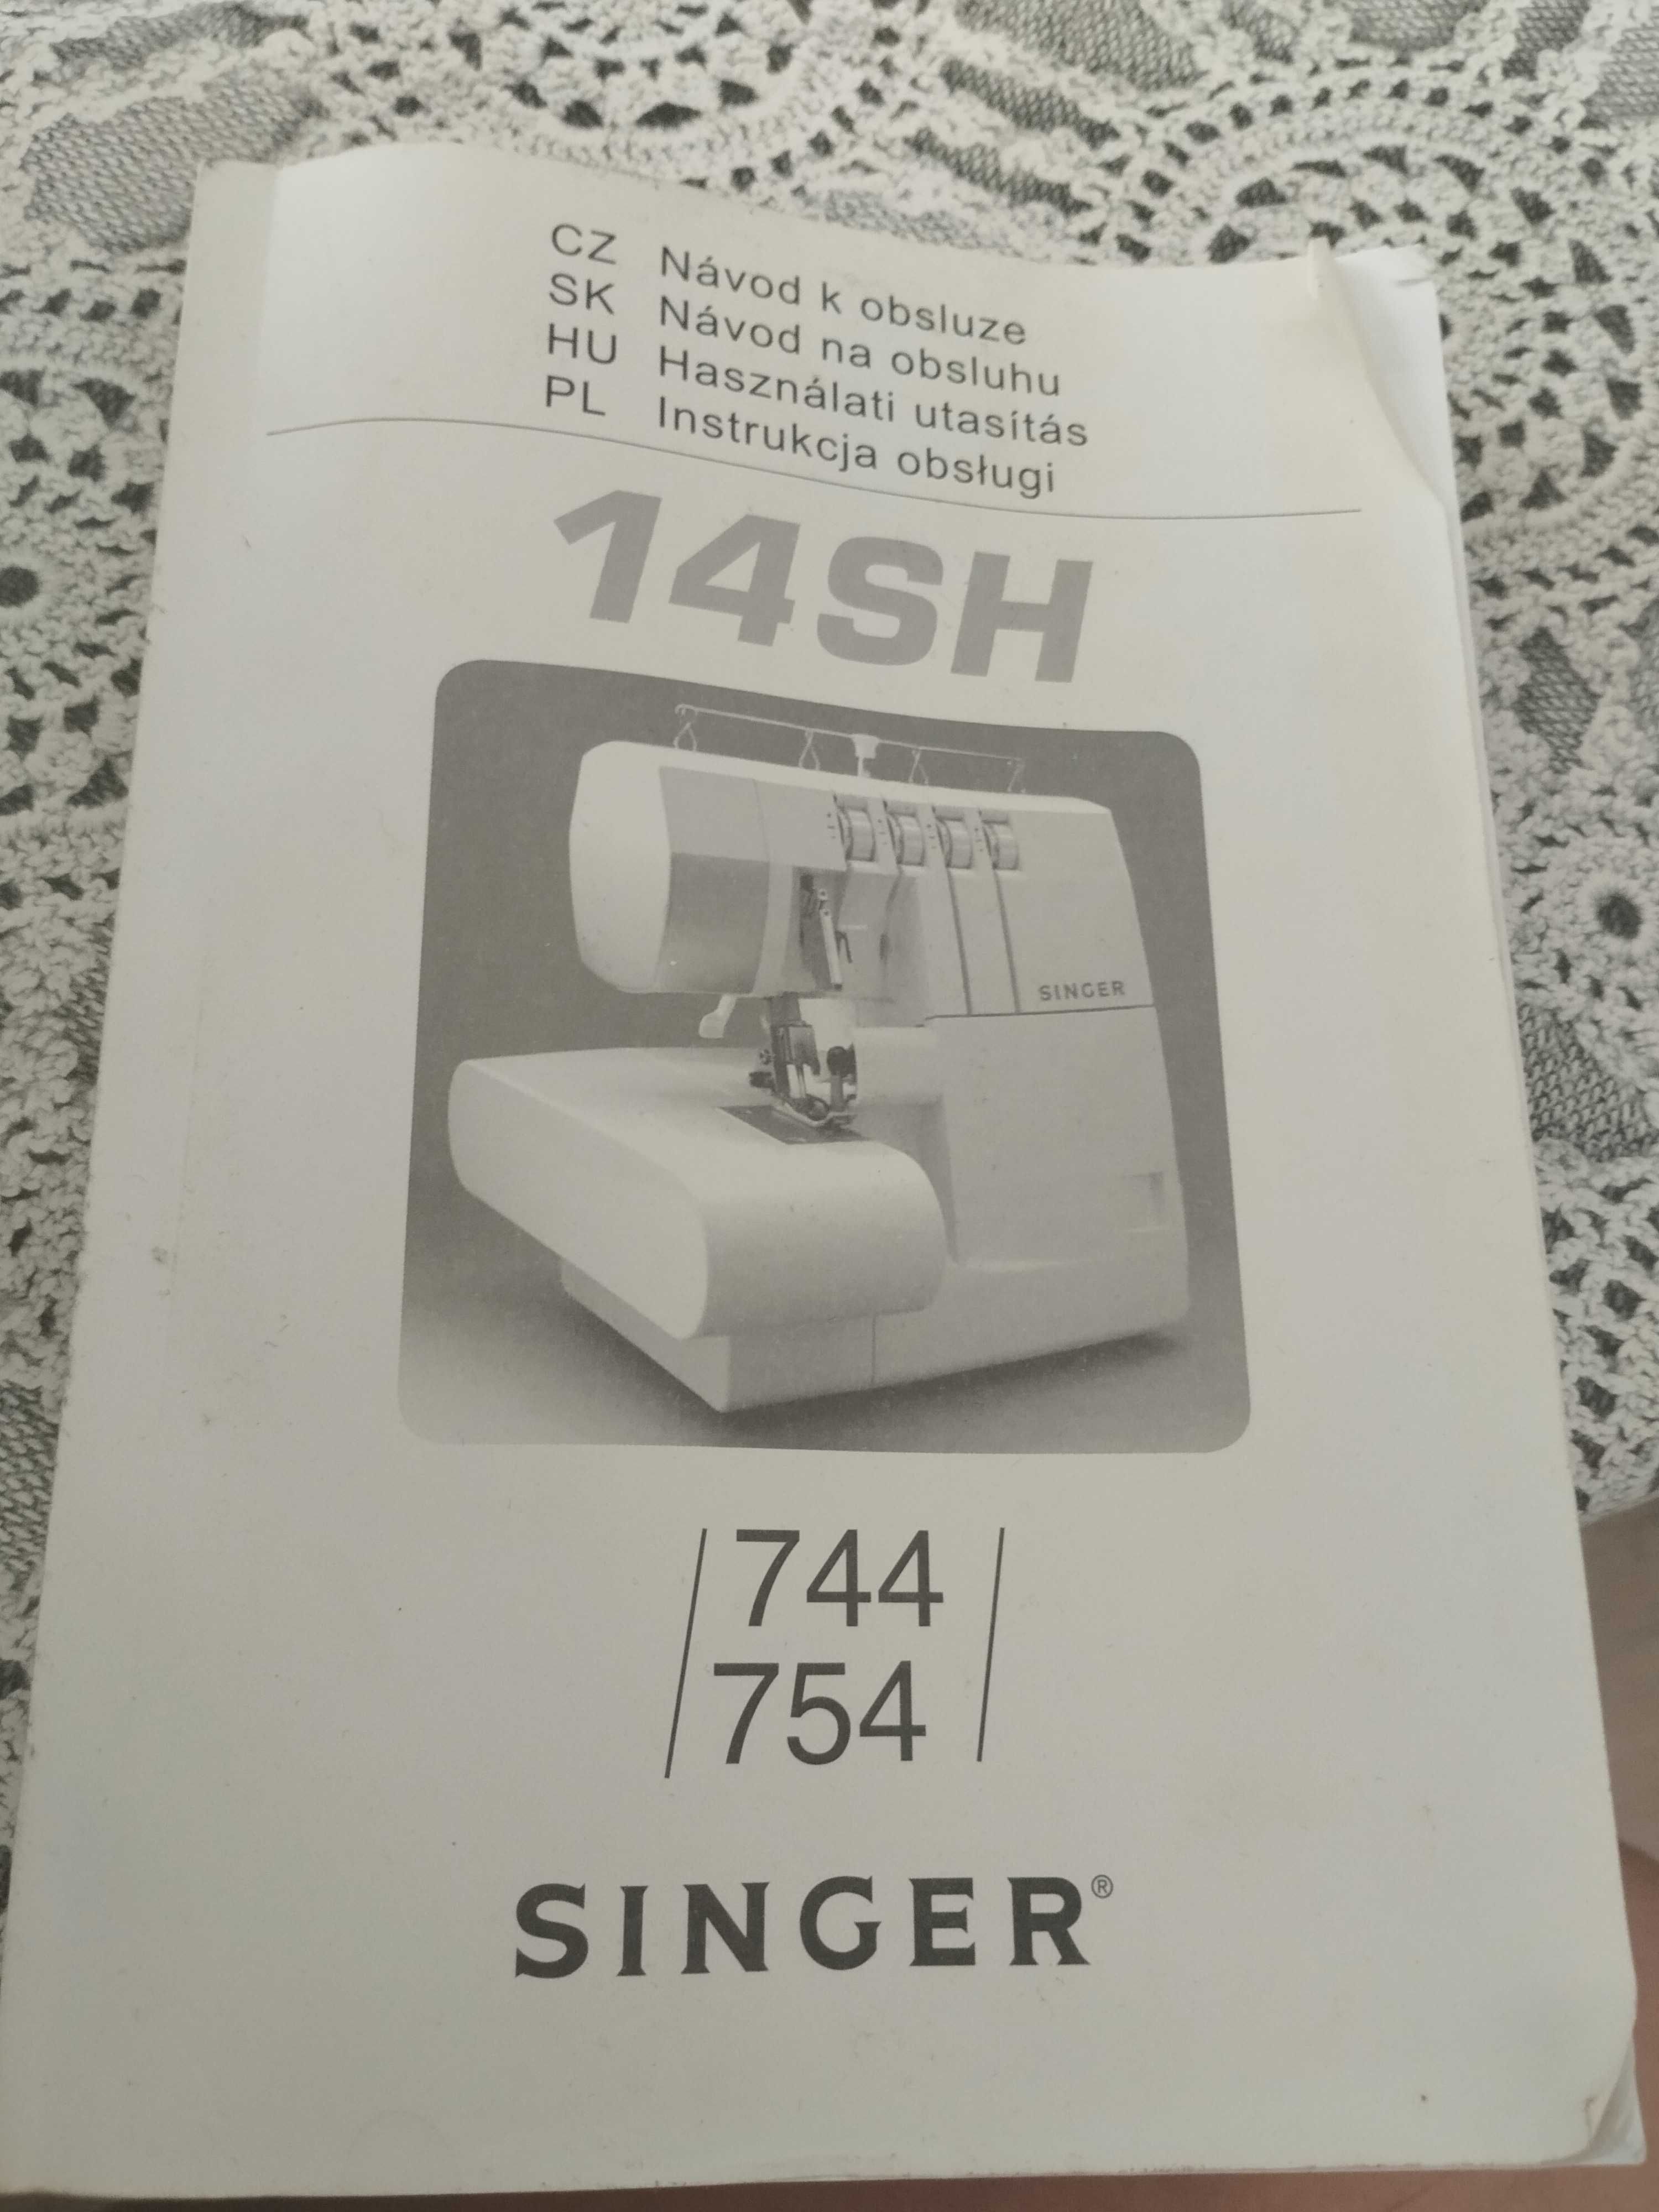 CZ Návod k obsluze
SK Návod na obsluhu
HU Használati utasítás
PL Instrukcja obsługi
14SH
SINGER
744
754
SINGER®